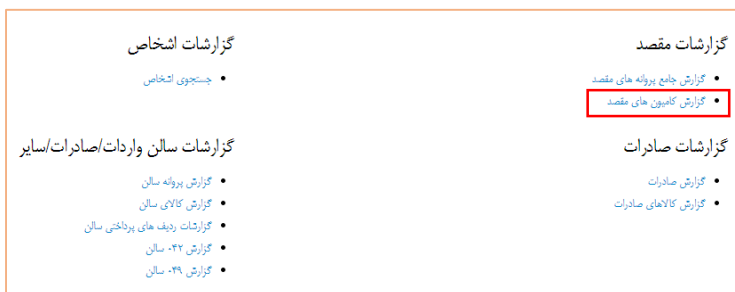 گزارشات مقصد
گزارش جامع پروانه های مقصد
گزارش کامیون های مقصد
گزارشات اشخاص
جستجوی اشخاص
گزارشات صادرات
گزارش صادرات
گزارش کالاهای صادرات
گزارشات سالن واردات/صادرات/سایر
گزارش پروانه سالن
گزارش کالای سالن
گزارشات ردیف های پرداختی سالن
گزارش ۴۲۰ سالن
گزارش ۴۹۰ سالن